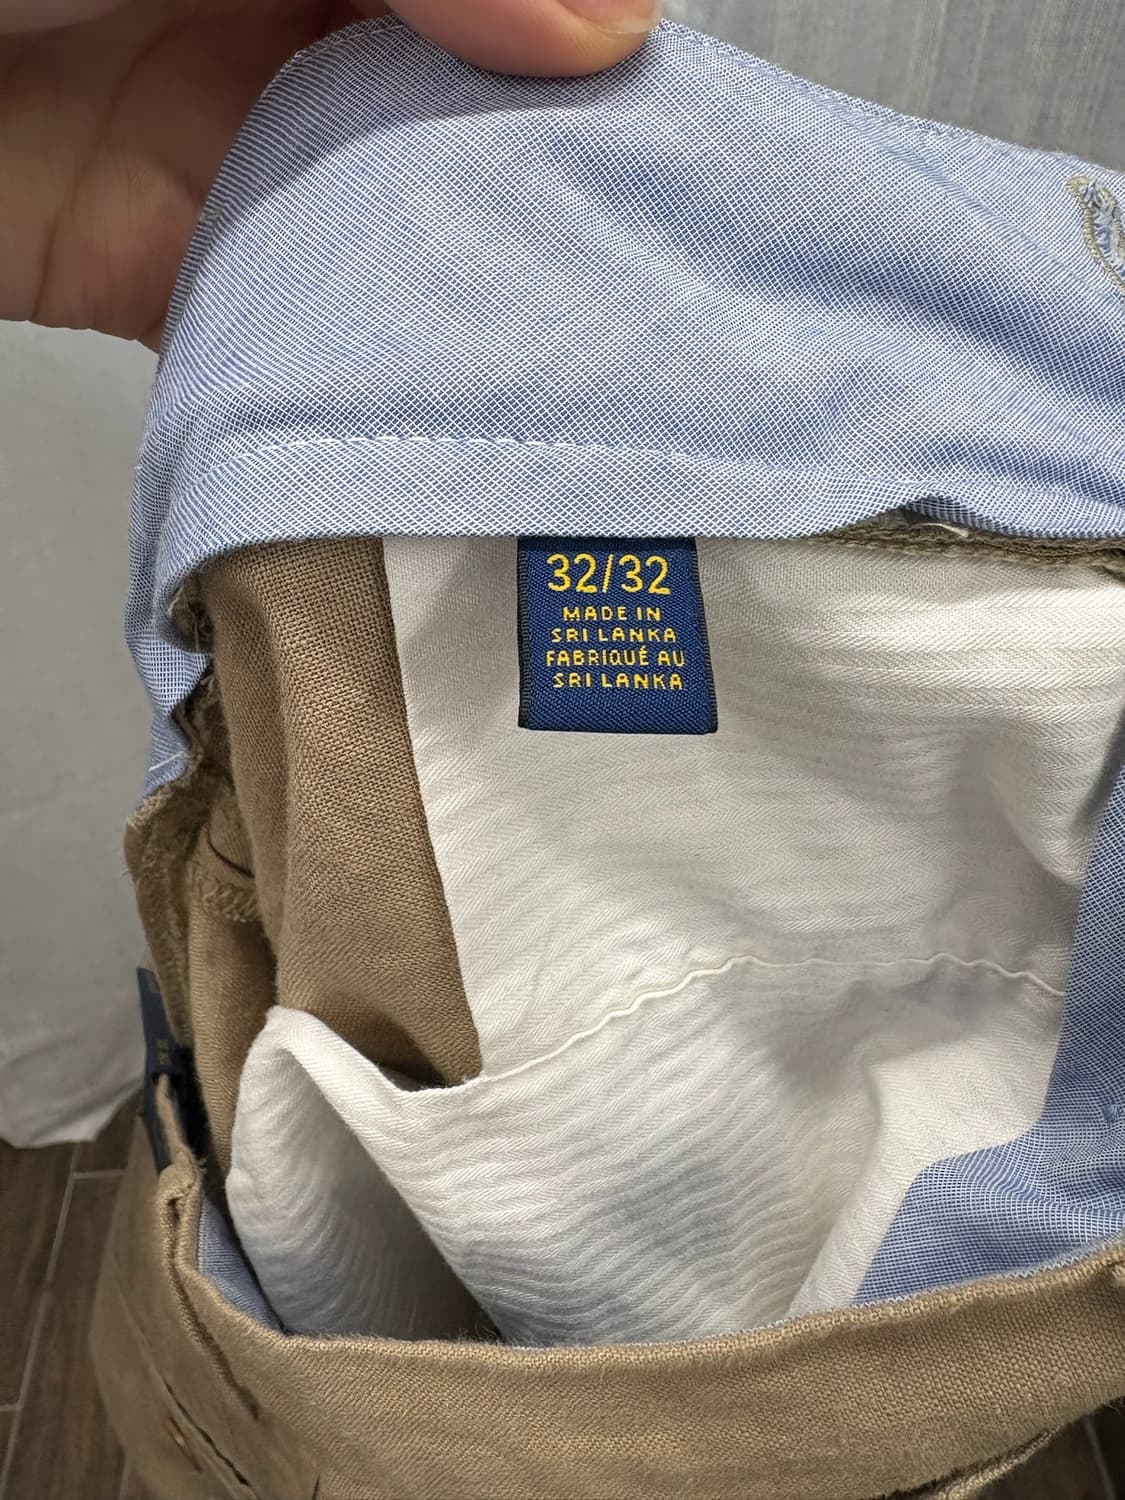 32/32
MADE IN
SRI LANKA
FABRIQUÉ AU
SRI LANKA